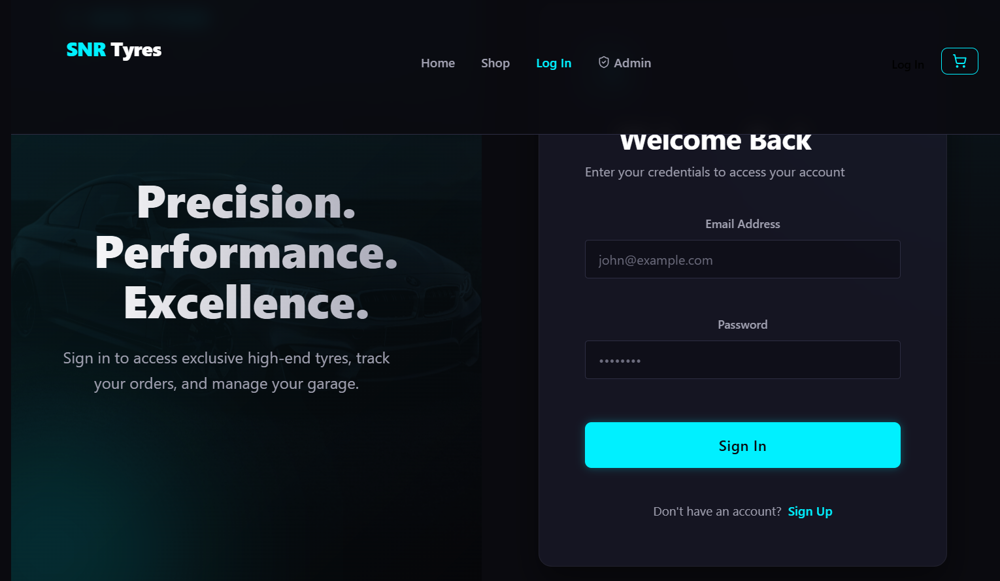 SNR Tyres
Home
Shop
Log In
Admin
Log In
Precision.
Performance.
Excellence.
Sign in to access exclusive high-end tyres, track
your orders, and manage your garage.
Welcome Back
Enter your credentials to access your account
Email Address
john@example.com
Password
••••••••
Sign In
Don't have an account? Sign Up